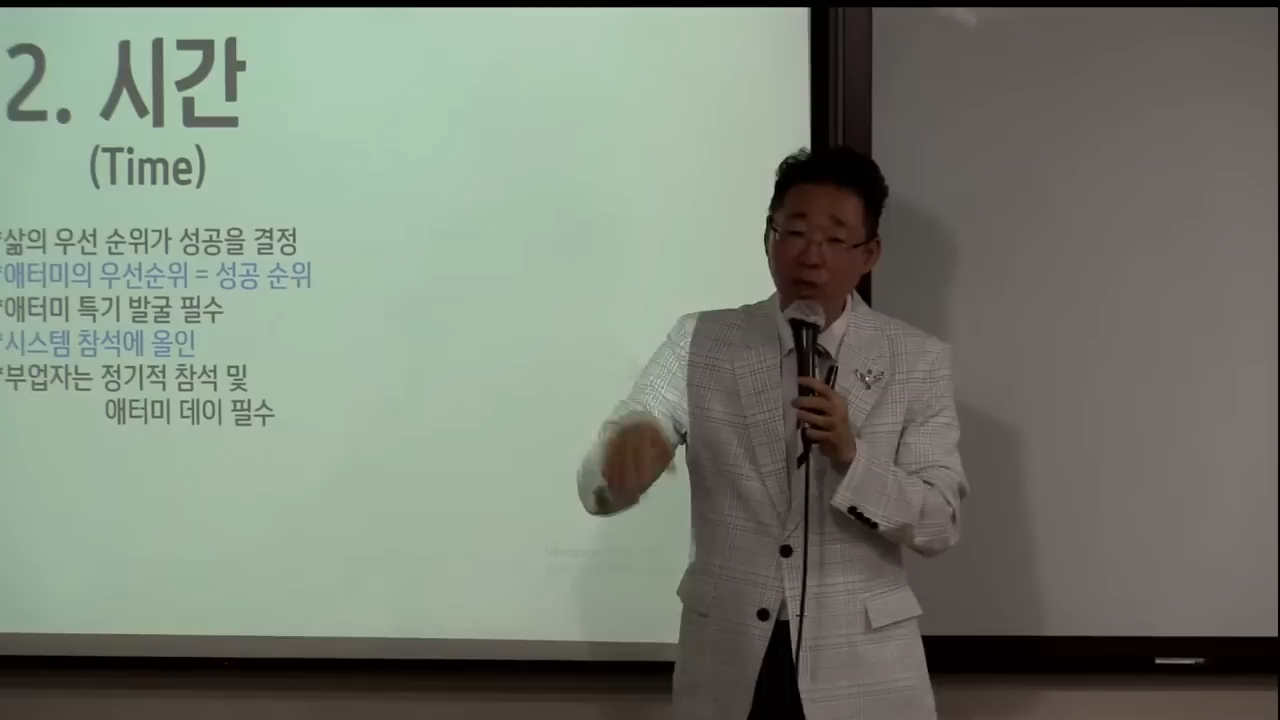 2. 시간
(Time)
*삶의 우선 순위가 성공을 결정
*애터미의 우선순위 = 성공 순위
*애터미 특기 발굴 필수
*시스템 참석에 올인
*부업자는 정기적 참석 및
애터미 데이 필수